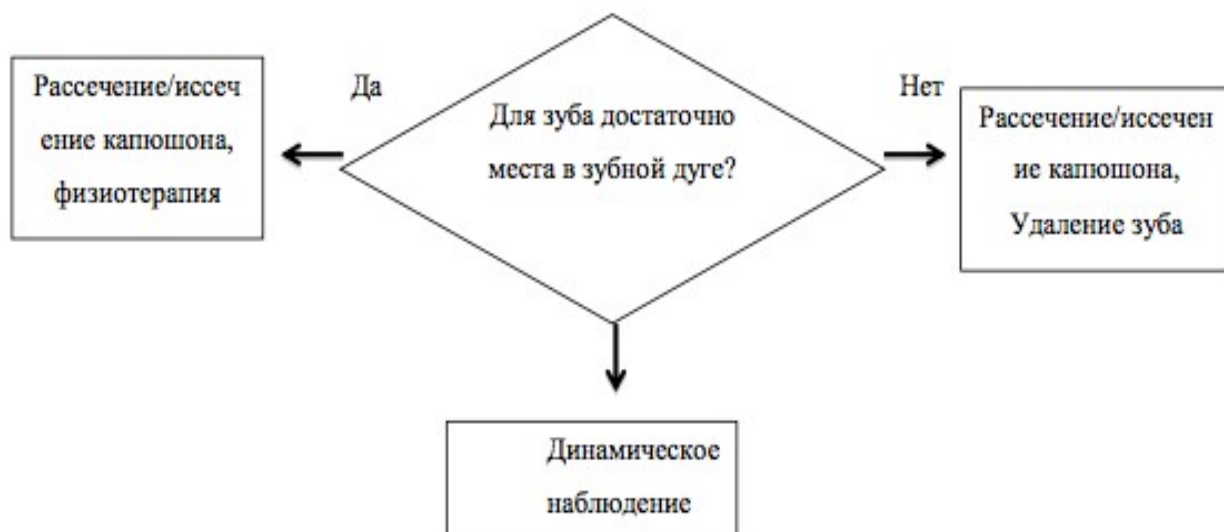 Рассечение/иссеч
ение капюшона,
физиотерапия
Да
Для зуба достаточно
места в зубной дуге?
Нет
Рассечение/иссечен
ие капюшона,
Удаление зуба
Динамическое
наблюдение